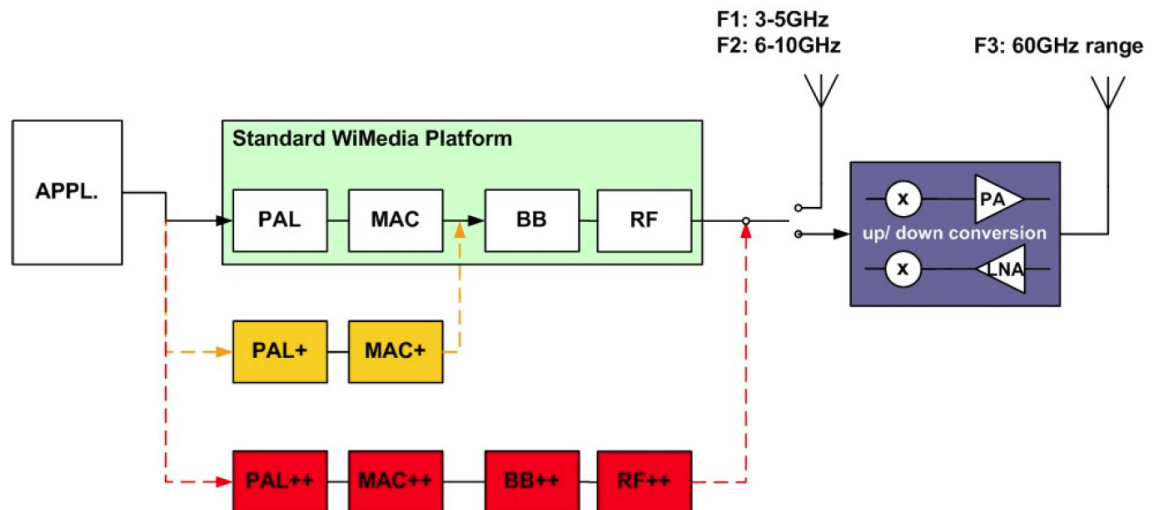 F1: 3-5GHz
F2: 6-10GHz
F3: 60GHz range
APPL.
Standard WiMedia Platform
PAL
MAC
BB
RF
x
PA
up/ down conversion
x
LNA
PAL+
MAC+
PAL++
MAC++
BB++
RF++